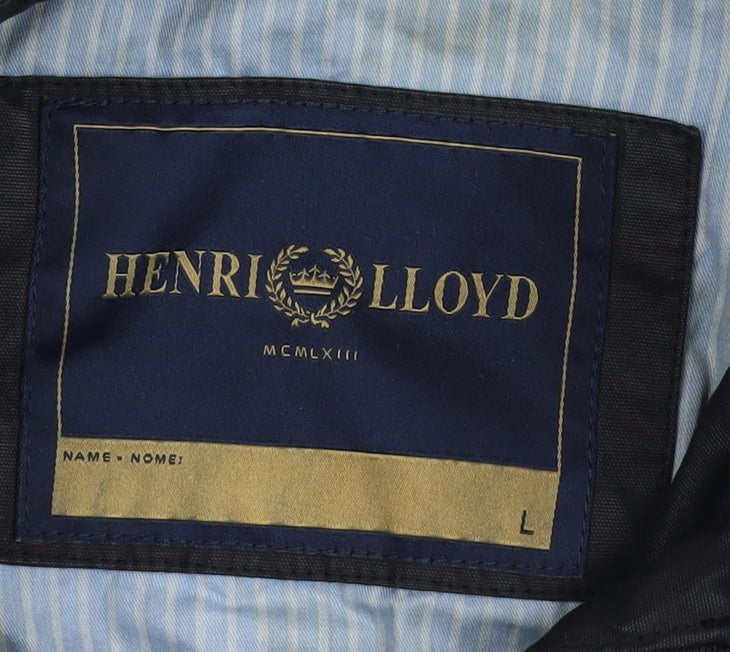 HENRI LLOYD
MCMLXIII
NAME - NOME:
L